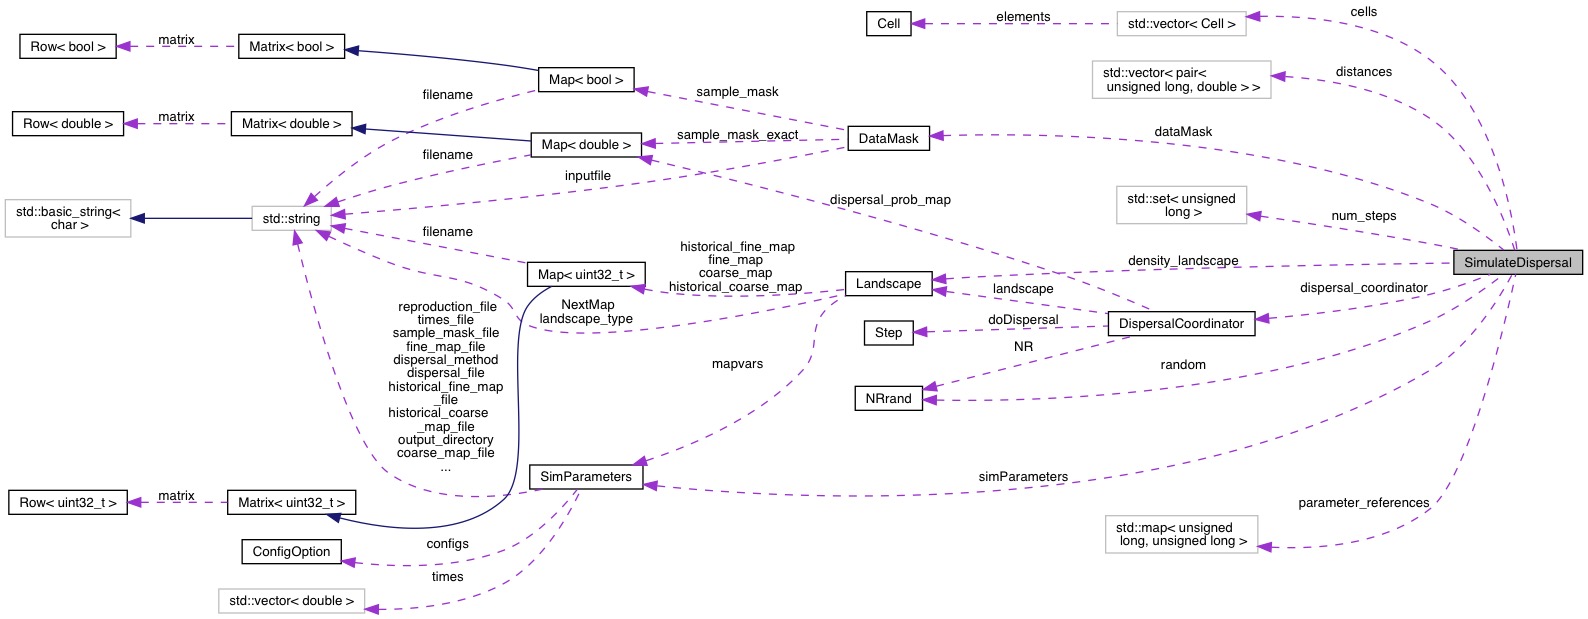 Cell
elements
std::vector< Cell >
cells
Row< bool >
matrix
Matrix< bool >
Map< bool >
std::vector< pair<
unsigned long, double > >
distances
filename
sample_mask
Row< double >
matrix
Matrix< double >
Map< double >
sample_mask_exact
DataMask
dataMask
filename
inputfile
std::basic_string<
char >
std::string
dispersal_prob_map
std::set< unsigned
long >
num_steps
filename
Map< uint32_t >
historical_fine_map
fine_map
coarse_map
historical_coarse_map
Landscape
density_landscape
SimulateDispersal
landscape
dispersal_coordinator
NextMap
landscape_type
Step
doDispersal
DispersalCoordinator
NR
mapvars
random
NRrand
reproduction_file
times_file
sample_mask_file
fine_map_file
dispersal_method
dispersal_file
historical_fine_map
_file
historical_coarse
_map_file
output_directory
coarse_map_file
...
SimParameters
simParameters
Row< uint32_t >
matrix
Matrix< uint32_t >
parameter_references
std::map< unsigned
long, unsigned long >
ConfigOption
configs
times
std::vector< double >